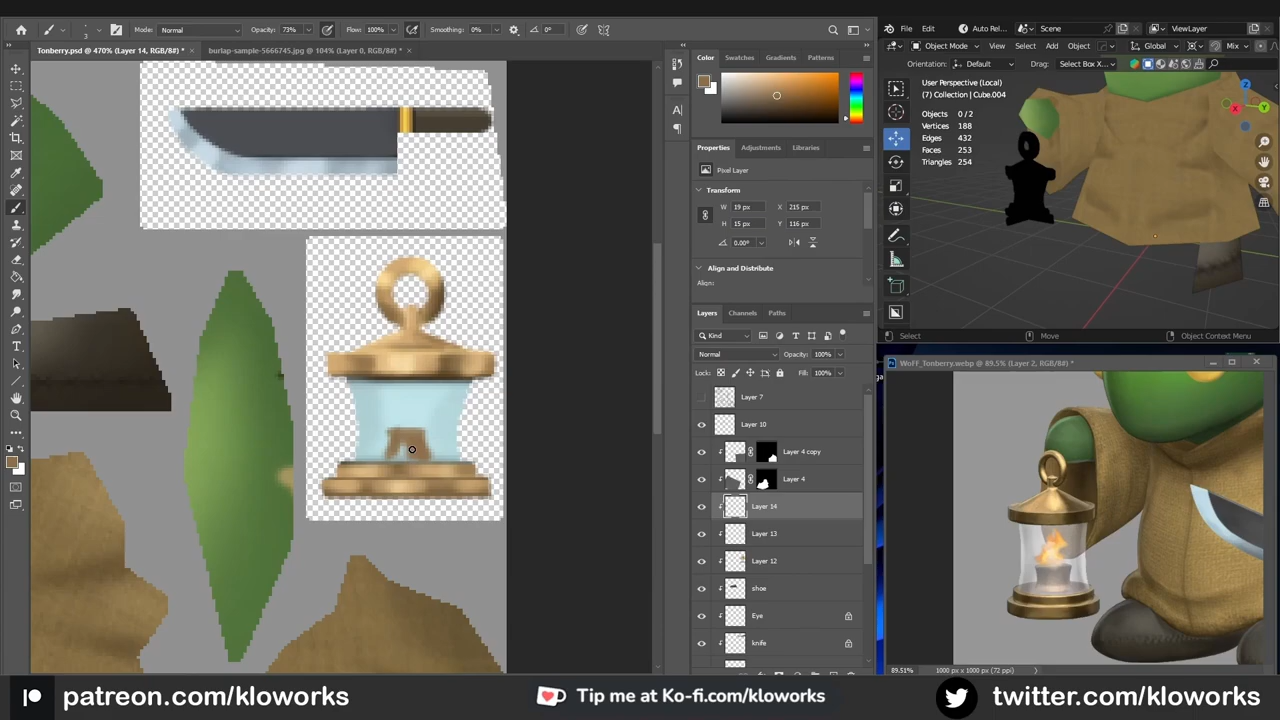 Mode: Normal Opacity: 73% Flow: 100% Smoothing: 0% 0°
3
Tonberry.psd @ 470% (Layer 14, RGB/8#) * × burlap-sample-5666745.jpg @ 104% (Layer 0, RGB/8#) * ×
Color Swatches Gradients Patterns
Properties Adjustments Libraries
Pixel Layer
Transform
W 19 px X 215 px
H 15 px Y 116 px
0.00°
Align and Distribute
Align:
Layers Channels Paths
Kind
Normal Opacity: 100%
Lock: Fill: 100%
Layer 7
Layer 10
Layer 4 copy
Layer 4
Layer 14
Layer 13
Layer 12
shoe
Eye
knife
File Edit Auto Rel... Scene ViewLayer
Object Mode View Select Add Object Global Mix
Orientation: Default Drag: Select Box X...
User Perspective (Local)
(7) Collection | Cube.004
Objects 0/2
Vertices 188
Edges 432
Faces 253
Triangles 254
X
Select Move Object Context Menu
WoFF_Tonberry.webp @ 89.5% (Layer 2, RGB/8#) *
89.51% 1000 px x 1000 px (72 ppi)
patreon.com/kloworks
Tip me at Ko-fi.com/kloworks
twitter.com/kloworks